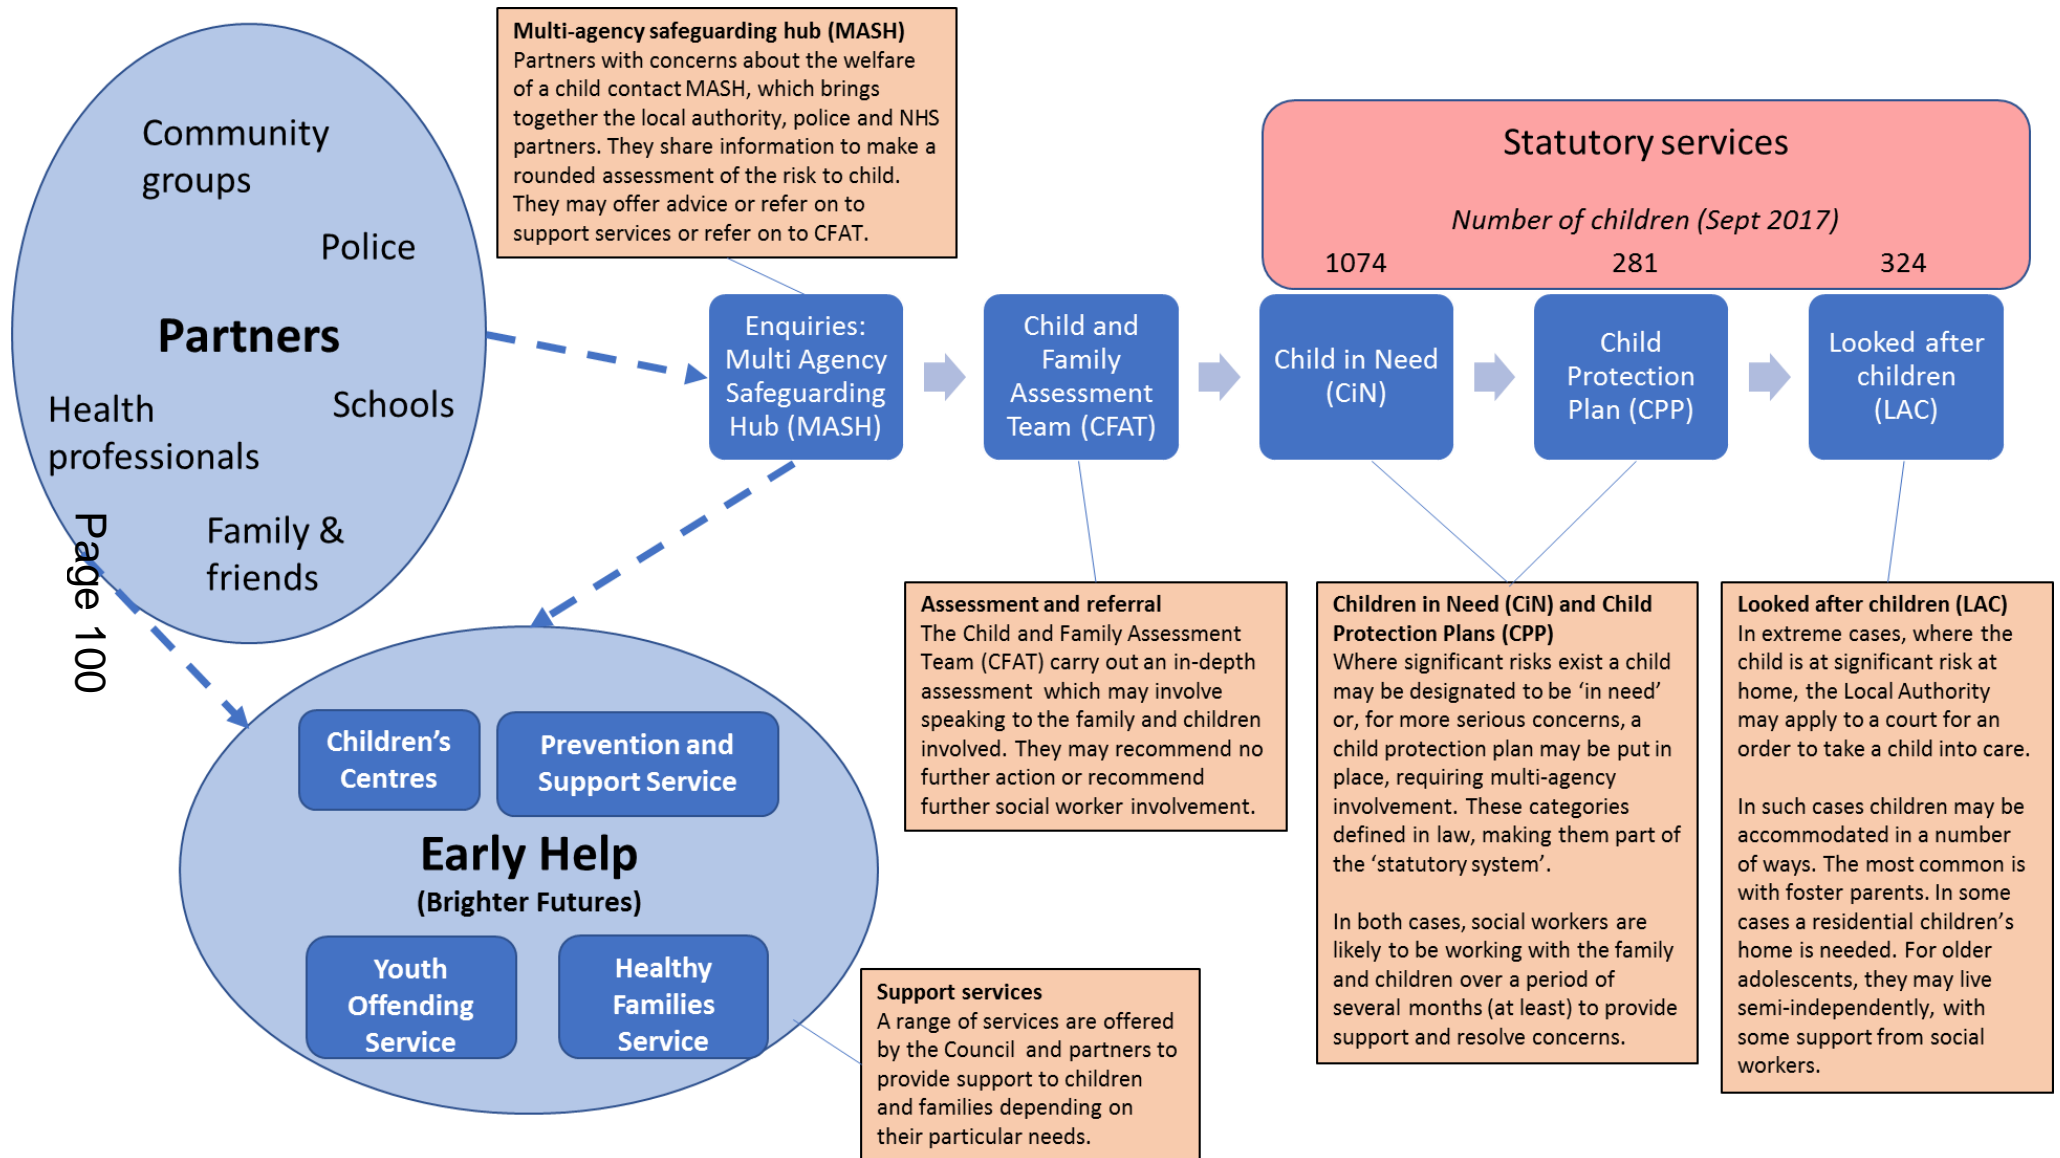 Community
groups
Police
Partners
Health
professionals
Schools
Family &
friends
Page 100
Multi-agency safeguarding hub (MASH)
Partners with concerns about the welfare
of a child contact MASH, which brings
together the local authority, police and NHS
partners. They share information to make a
rounded assessment of the risk to child.
They may offer advice or refer on to
support services or refer on to CFAT.
Statutory services
Number of children (Sept 2017)
1074 281 324
Enquiries:
Multi Agency
Safeguarding
Hub (MASH)
Child and
Family
Assessment
Team (CFAT)
Child in Need
(CiN)
Child
Protection
Plan (CPP)
Looked after
children
(LAC)
Children's
Centres
Prevention and
Support Service
Early Help
(Brighter Futures)
Youth
Offending
Service
Healthy
Families
Service
Support services
A range of services are offered
by the Council and partners to
provide support to children
and families depending on
their particular needs.
Assessment and referral
The Child and Family Assessment
Team (CFAT) carry out an in-depth
assessment which may involve
speaking to the family and children
involved. They may recommend no
further action or recommend
further social worker involvement.
Children in Need (CiN) and Child
Protection Plans (CPP)
Where significant risks exist a child
may be designated to be ‘in need’
or, for more serious concerns, a
child protection plan may be put in
place, requiring multi-agency
involvement. These categories
defined in law, making them part of
the ‘statutory system’.
In both cases, social workers are
likely to be working with the family
and children over a period of
several months (at least) to provide
support and resolve concerns.
Looked after children (LAC)
In extreme cases, where the
child is at significant risk at
home, the Local Authority
may apply to a court for an
order to take a child into care.
In such cases children may be
accommodated in a number
of ways. The most common is
with foster parents. In some
cases a residential children’s
home is needed. For older
adolescents, they may live
semi-independently, with
some support from social
workers.